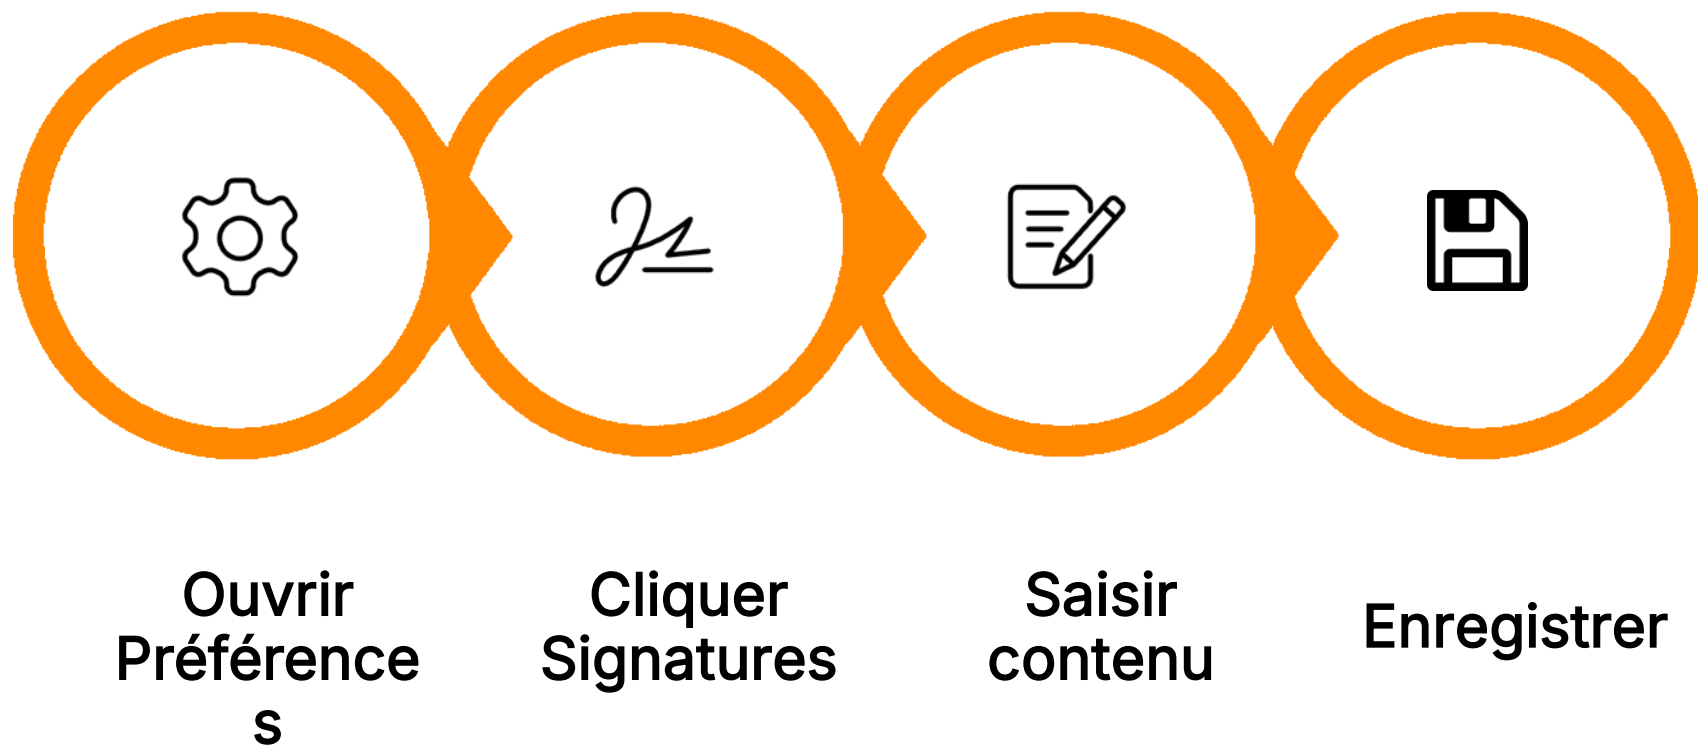 Ouvrir
Préférence
s
Cliquer
Signatures
Saisir
contenu
Enregistrer